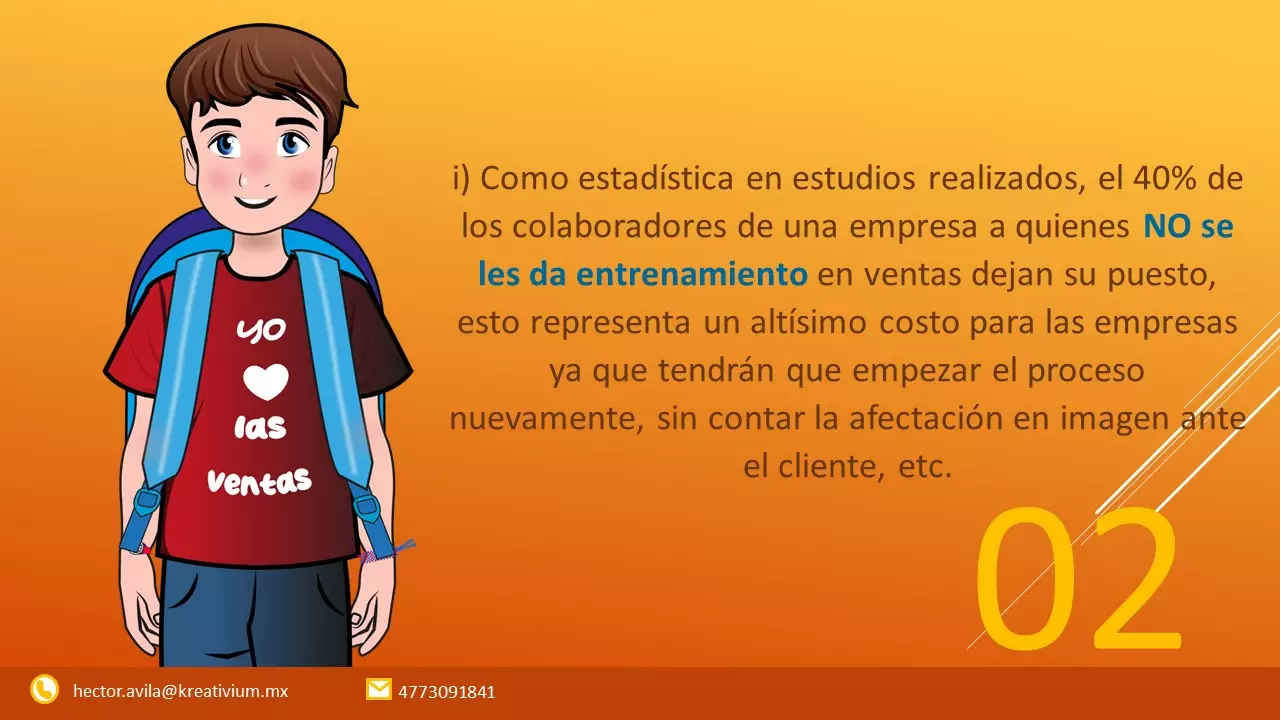 yo
las
ventas
i) Como estadística en estudios realizados, el 40% de
los colaboradores de una empresa a quienes NO se
les da entrenamiento en ventas dejan su puesto,
esto representa un altísimo costo para las empresas
ya que tendrán que empezar el proceso
nuevamente, sin contar la afectación en imagen ante
el cliente, etc.
02
hector.avila@kreativium.mx
4773091841